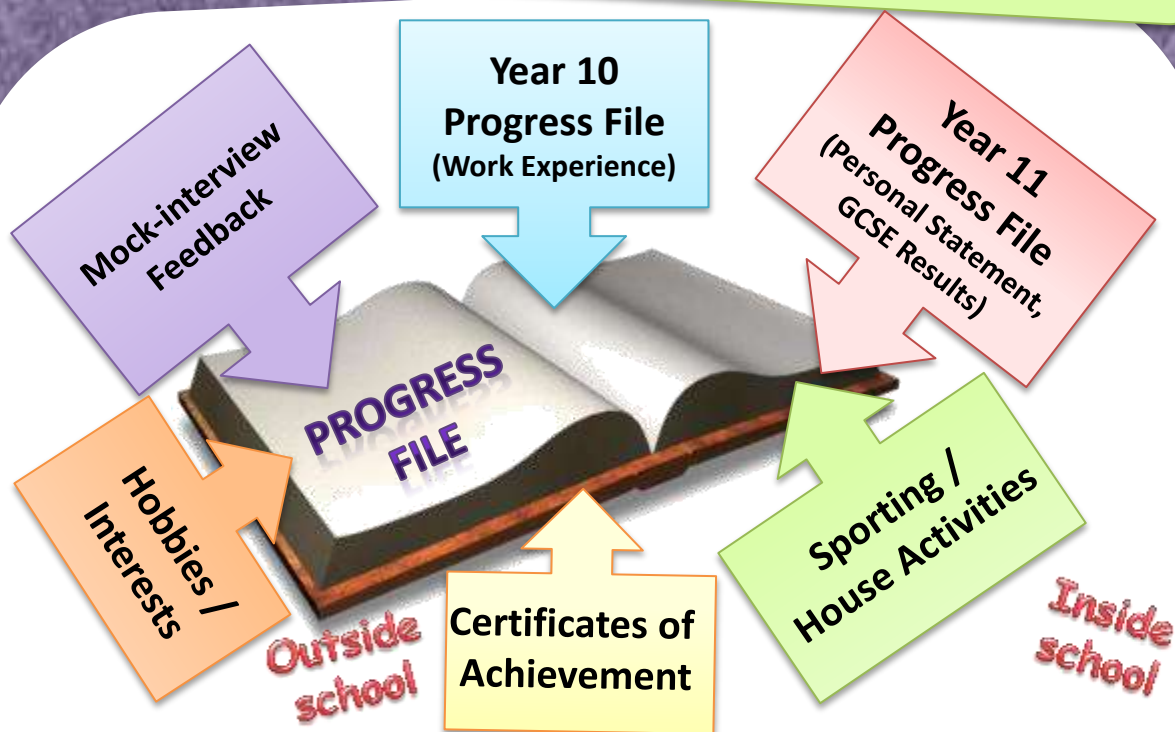 Year 10
Progress File
(Work Experience)
Mock-interview
Feedback
Year 11
Progress File
(Personal Statement,
GCSE Results)
PROGRESS
FILE
Hobbies /
Interests
Sporting /
House Activities
Certificates of
Achievement
Outside
school
Inside
school